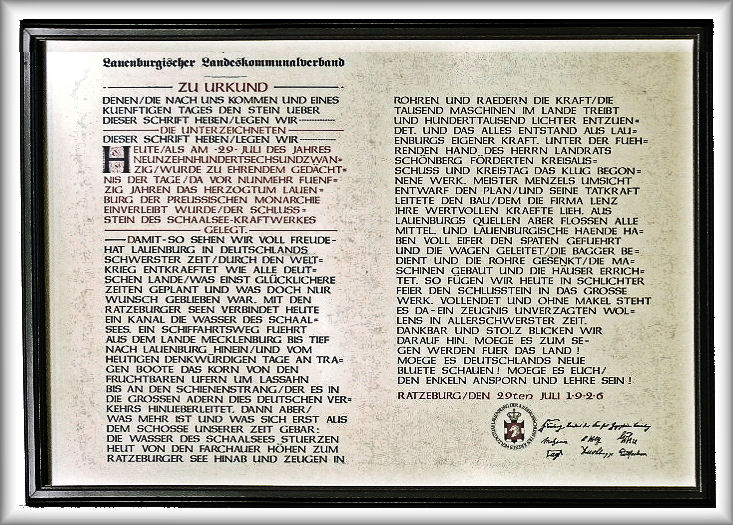 Lauenburgischer Landeskommunalverband
ZU URKUND
DENEN/DIE NACH UNS KOMMEN UND EINES
KUENFTIGEN TAGES DEN STEIN UEBER
DIESER SCHRIFT HEBEN/LEGEN WIR
DIE UNTERZEICHNETEN
DIESER SCHRIFT HEBEN/LEGEN WIR
HEUTE/ALS AM ·29· JULI DES JAHRES
NEUNZEHNHUNDERTSECHSUNDZWAN=
ZIG/WURDE ZU EHRENDEM GEDÄCHT=
NIS DER TAGE/DA VOR NUNMEHR FUENF=
ZIG JAHREN DAS HERZOGTUM LAUEN=
BURG DER PREUSSISCHEN MONARCHIE
EINVERLEIBT WURDE/DER SCHLUSS=
STEIN DES SCHAALSEE-KRAFTWERKES
GELEGT.
DAMIT-SO SEHEN WIR VOLL FREUDE-
HAT LAUENBURG IN DEUTSCHLANDS
SCHWERSTER ZEIT/DURCH DEN WELT=
KRIEG ENTKRAEFTET WIE ALLE DEUT=
SCHEN LANDE/WAS EINST GLÜCKLICHERE
ZEITEN GEPLANT UND WAS DOCH NUR
WUNSCH GEBLIEBEN WAR. MIT DEN
RATZEBURGER SEEN VERBINDET HEUTE
EIN KANAL DIE WASSER DES SCHAAL=
SEES. EIN SCHIFFAHRTSWEG FUEHRT
AUS DEM LANDE MECKLENBURG BIS TIEF
NACH LAUENBURG HINEIN/UND VOM
HEUTIGEN DENKWÜRDIGEN TAGE AN TRA=
GEN BOOTE DAS KORN VON DEN
FRUCHTBAREN UFERN UM LASSAHN
BIS AN DEN SCHIENENSTRANG/DER ES IN
DIE GROSSEN ADERN DIES DEUTSCHEN VER=
KEHRS HINUEBERLEITET. DANN ABER/
WAS MEHR IST UND WAS SICH ERST AUS
DEM SCHOSSE UNSERER ZEIT GEBAR:
DIE WASSER DES SCHAALSEES STUERZEN
HEUT VON DEN FARCHAUER HÖHEN ZUM
RATZEBURGER SEE HINAB UND ZEUGEN IN
ROHREN UND RAEDERN DIE KRAFT/DIE
TAUSEND MASCHINEN IM LANDE TREIBT
UND HUNDERTTAUSEND LICHTER ENTZUEN=
DET. UND DAS ALLES ENTSTAND AUS LAU=
ENBURGS EIGENER KRAFT. UNTER DER FUEH=
RENDEN HAND DES HERRN LANDRATS
SCHÖNBERG FÖRDERTEN KREISAUS=
SCHUSS UND KREISTAG DAS KLUG BEGON=
NENE WERK. MEISTER MENZELS UMSICHT
ENTWARF DEN PLAN/UND SEINE TATKRAFT
LEITETE DEN BAU/DEM DIE FIRMA LENZ
IHRE WERTVOLLEN KRAEFTE LIEH. AUS
LAUENBURGS QUELLEN ABER FLOSSEN ALLE
MITTEL. UND LAUENBURGISCHE HAENDE HA=
BEN VOLL EIFER DEN SPATEN GEFUEHRT
UND DIE WAGEN GELEITET/DIE BAGGER BE=
DIENT UND DIE ROHRE GESENKT/DIE MA=
SCHINEN GEBAUT UND DIE HÄUSER ERRICH=
TET. SO FÜGEN WIR HEUTE IN SCHLICHTER
FEIER DEN SCHLUSSTEIN IN DAS GROSSE
WERK. VOLLENDET UND OHNE MAKEL STEHT
ES DA-EIN ZEUGNIS UNVERZAGTEN WOL=
LENS IN ALLERSCHWERSTER ZEIT.
DANKBAR UND STOLZ BLICKEN WIR
DARAUF HIN. MOEGE ES ZUM SE=
GEN WERDEN FUER DAS LAND!
MOEGE ES DEUTSCHLANDS NEUE
BLUETE SCHAUEN! MOEGE ES EUCH/
DEN ENKELN ANSPORN UND LEHRE SEIN!
RATZEBURG/DEN 29ten JULI 1·9·2·6